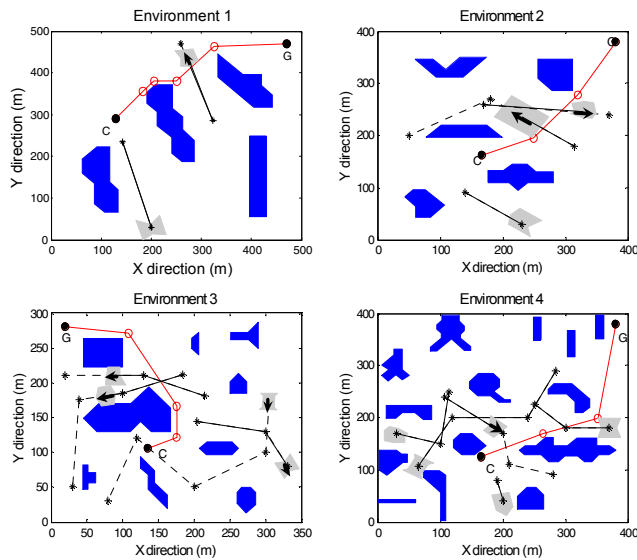 Environment 1
Y direction (m)
500
400
300
200
100
0
G
C
0 100 200 300 400 500
X direction (m)
Environment 2
Y direction (m)
400
300
200
100
0
G
C
0 200 400
X direction (m)
Environment 3
Y direction (m)
300
250
200
150
100
50
0
G
C
0 50 100 150 200 250 300 350
X direction (m)
Environment 4
Y direction (m)
400
300
200
100
0
G
C
0 100 200 300 400
X direction (m)